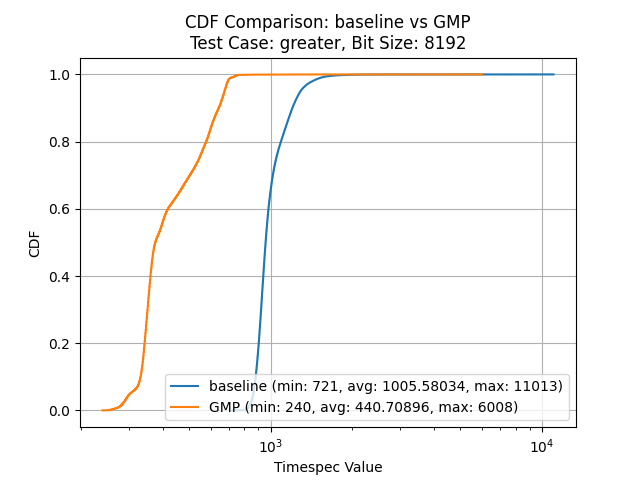 CDF Comparison: baseline vs GMP
Test Case: greater, Bit Size: 8192
1.0
0.8
0.6
0.4
0.2
0.0
CDF
baseline (min: 721, avg: 1005.58034, max: 11013)
GMP (min: 240, avg: 440.70896, max: 6008)
10³ 10⁴
Timespec Value